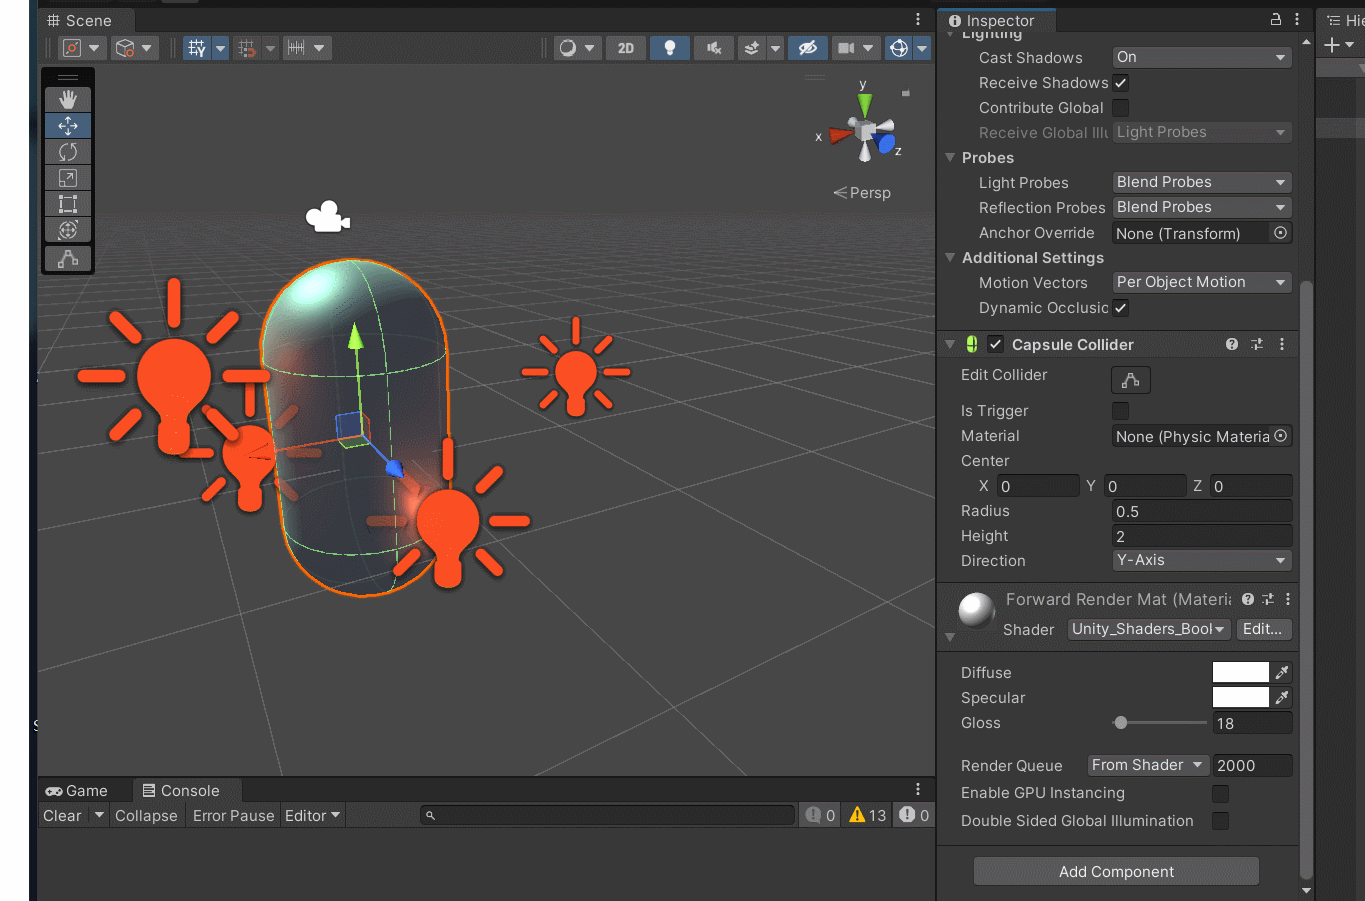 Scene
2D
y
x
z
Persp
Game
Console
Clear
Collapse
Error Pause
Editor
0
13
0
Inspector
Lighting
Cast Shadows
On
Receive Shadows
Contribute Global
Receive Global Illu
Light Probes
Probes
Light Probes
Blend Probes
Reflection Probes
Blend Probes
Anchor Override
None (Transform)
Additional Settings
Motion Vectors
Per Object Motion
Dynamic Occlusic
Capsule Collider
Edit Collider
Is Trigger
Material
None (Physic Materia
Center
X 0 Y 0 Z 0
Radius
0.5
Height
2
Direction
Y-Axis
Forward Render Mat (Materi
Shader
Unity_Shaders_Bool
Edit...
Diffuse
Specular
Gloss
18
Render Queue
From Shader
2000
Enable GPU Instancing
Double Sided Global Illumination
Add Component
Hie